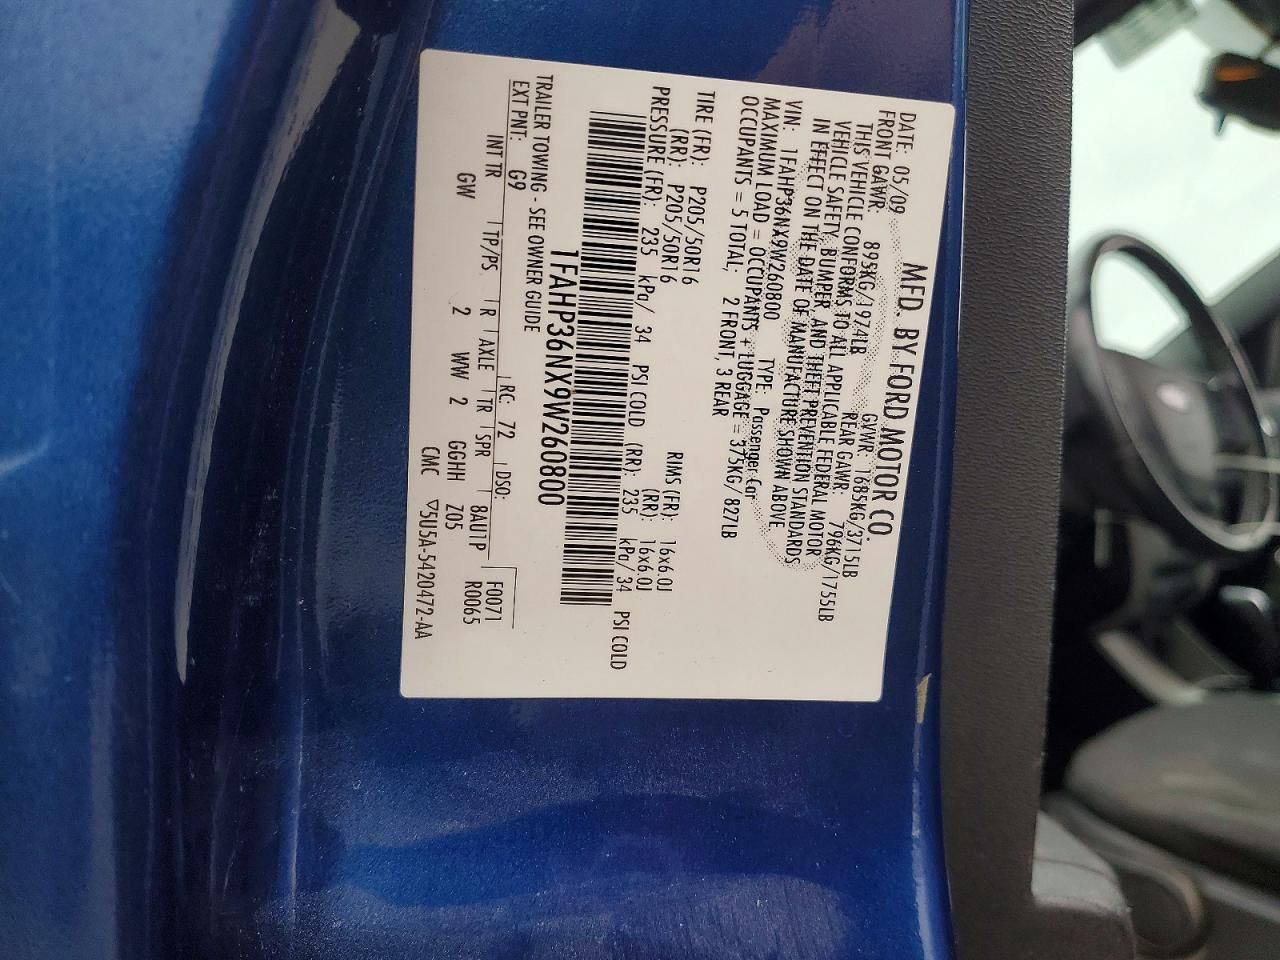 MFD. BY FORD MOTOR CO.
DATE: 05/09 GVWR: 1685KG/3715LB
FRONT GAWR: 895KG/1974LB REAR GAWR: 796KG/1755LB
THIS VEHICLE CONFORMS TO ALL APPLICABLE FEDERAL MOTOR
VEHICLE SAFETY, BUMPER, AND THEFT PREVENTION STANDARDS
IN EFFECT ON THE DATE OF MANUFACTURE SHOWN ABOVE
VIN: 1FAHP36NX9W260800 TYPE: Passenger Car
MAXIMUM LOAD = OCCUPANTS + LUGGAGE = 375KG/ 827LB
OCCUPANTS = 5 TOTAL; 2 FRONT, 3 REAR
TIRE (FR): P205/50R16 RIMS (FR): 16x6.0J
(RR): P205/50R16 (RR): 16x6.0J
PRESSURE (FR): 235 kPa/ 34 PSI COLD (RR): 235 kPa/ 34 PSI COLD
1FAHP36NX9W260800
TRAILER TOWING - SEE OWNER GUIDE
EXT PNT: G9 RC: 72 DSO: F0071
INT TR TP/PS R AXLE TR SPR BAU1P R0065
GW 2 WW 2 GGHH Z05
CMC ▽5U5A-5420472-AA